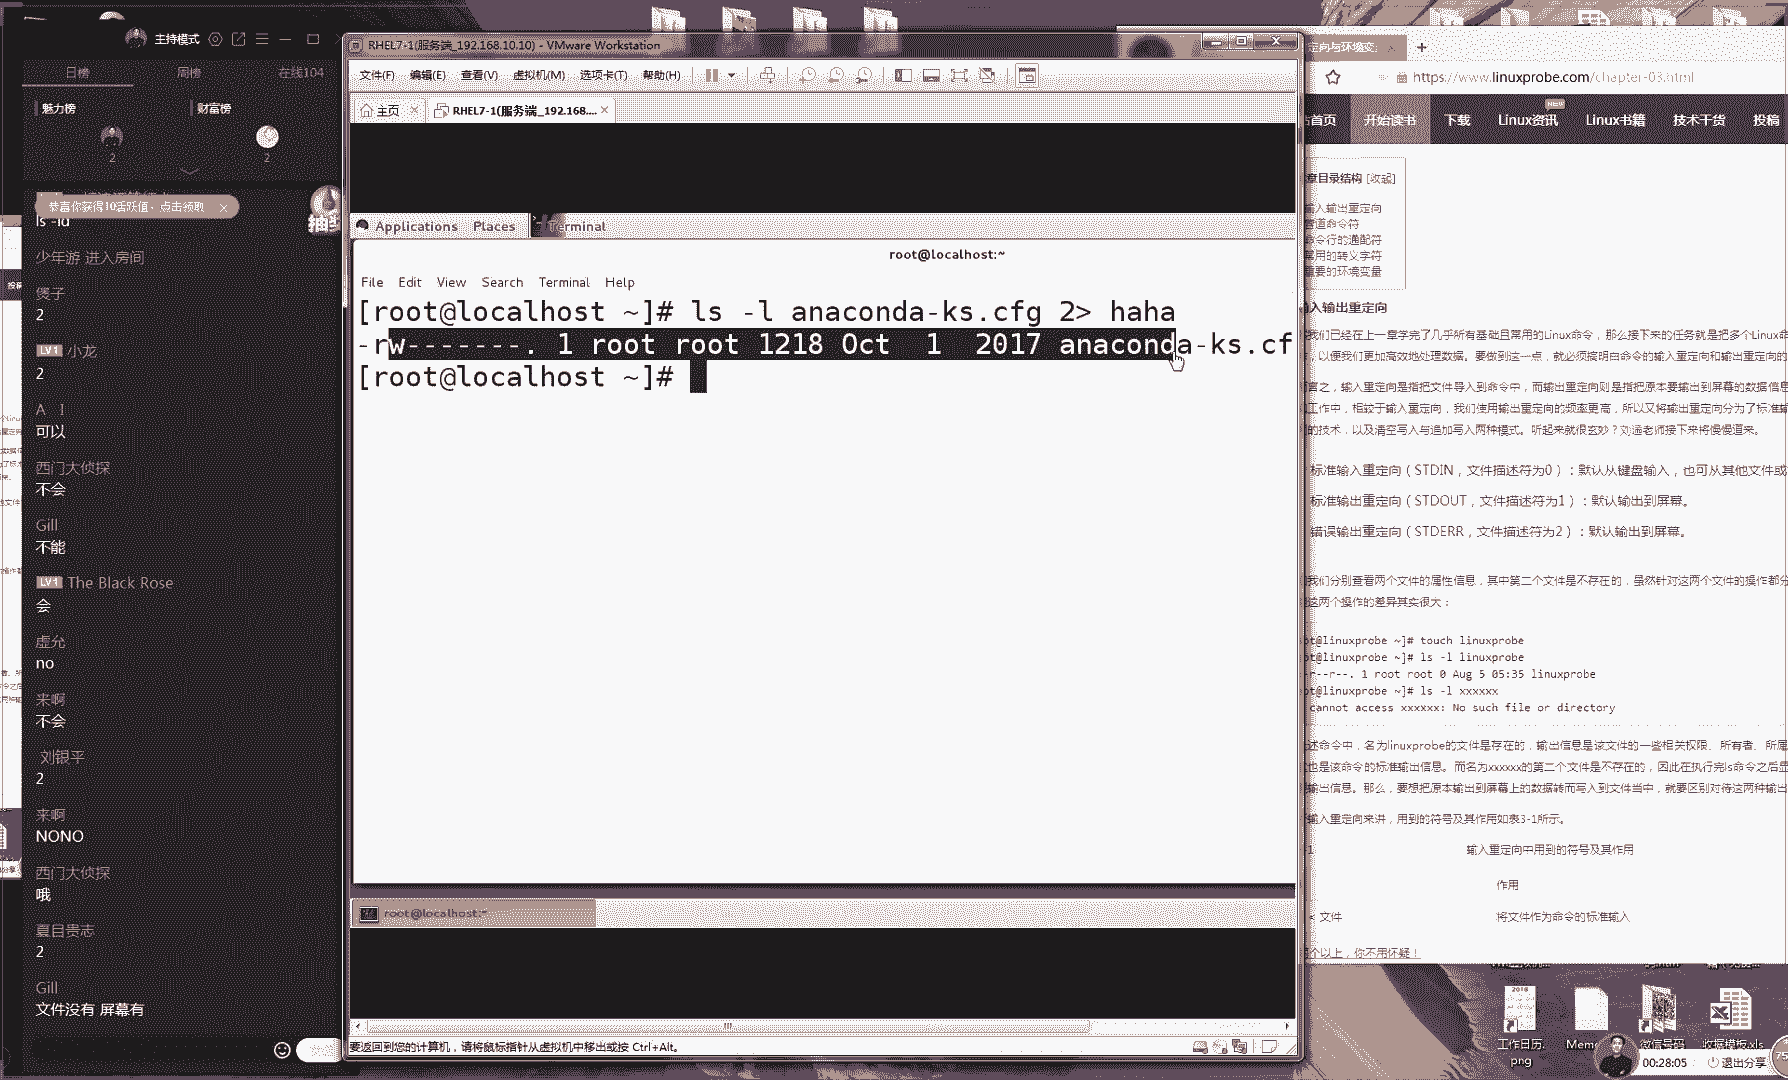 主持模式
日榜 周榜 在线104
魅力榜 财富榜
2 2
恭喜你获得10活跃值，点击领取
ls -ld
少年游 进入房间
煲子
2
LV1 小龙
2
A I
可以
西门大侦探
不会
Gill
不能
LV1 The Black Rose
会
虚允
no
来啊
不会
刘银平
2
来啊
NONO
西门大侦探
哦
夏目贵志
2
Gill
文件没有 屏幕有
RHEL7-1(服务端_192.168.10.10) - VMware Workstation
文件(F) 编辑(E) 查看(V) 虚拟机(M) 选项卡(T) 帮助(H)
主页 RHEL7-1(服务端_192.168....
Applications Places Terminal
root@localhost:~
File Edit View Search Terminal Help
[root@localhost ~]# ls -l anaconda-ks.cfg 2> haha
-rw-------. 1 root root 1218 Oct 1 2017 anaconda-ks.cf
[root@localhost ~]#
root@localhost:~
要返回到您的计算机，请将鼠标指针从虚拟机中移出或按 Ctrl+Alt。
定向与环境变
https://www.linuxprobe.com/chapter-03.html
首页 开始读书 下载 Linux资讯 Linux书籍 技术干货 投稿
NEW
章目录结构 [收起]
输入输出重定向
管道命令符
命令行的通配符
常用的转义字符
重要的环境变量
输入输出重定向
我们已经在上一章学完了几乎所有基础且常用的Linux命令，那么接下来的任务就是把多个Linux命
，以便我们更加高效地处理数据。要做到这一点，就必须搞明白命令的输入重定向和输出重定向的
言之，输入重定向是指把文件导入到命令中，而输出重定向则是指把原本要输出到屏幕的数据信息
工作中，相较于输入重定向，我们使用输出重定向的频率更高，所以又将输出重定向分为了标准输
的技术，以及清空写入与追加写入两种模式。听起来就很玄妙？刘遄老师接下来将慢慢道来。
标准输入重定向（STDIN，文件描述符为0）：默认从键盘输入，也可从其他文件或
标准输出重定向（STDOUT，文件描述符为1）：默认输出到屏幕。
错误输出重定向（STDERR，文件描述符为2）：默认输出到屏幕。
我们分别查看两个文件的属性信息，其中第二个文件是不存在的，虽然针对这两个文件的操作都分
这两个操作的差异其实很大：
ot@linuxprobe ~]# touch linuxprobe
ot@linuxprobe ~]# ls -l linuxprobe
--r--r--. 1 root root 0 Aug 5 05:35 linuxprobe
ot@linuxprobe ~]# ls -l xxxxxx
cannot access xxxxxx: No such file or directory
述命令中，名为linuxprobe的文件是存在的，输出信息是该文件的一些相关权限、所有者、所属
也是该命令的标准输出信息。而名为xxxxxx的第二个文件是不存在的，因此在执行完ls命令之后显
输出信息。那么，要想把原本输出到屏幕上的数据转而写入到文件当中，就要区别对待这两种输出
输入重定向来讲，用到的符号及其作用如表3-1所示。
输入重定向中用到的符号及其作用
作用
< 文件 将文件作为命令的标准输入
个以上，你不用怀疑！
工作日历.png
微信号码
收据模板.xls
00:28:05 退出分享
75